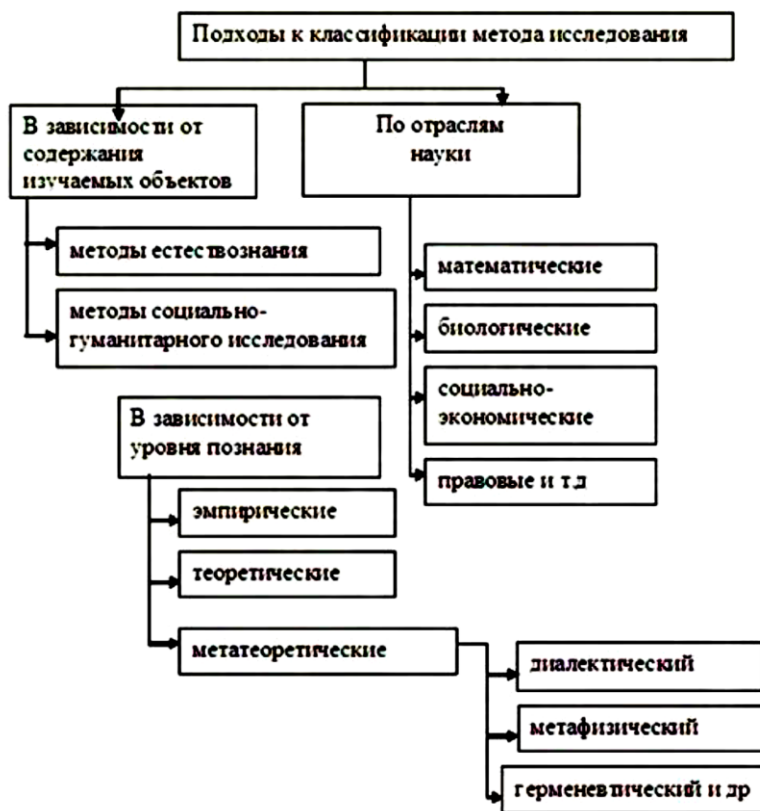 Подходы к классификации метода исследования
В зависимости от
содержания
изучаемых объектов
методы естествознания
методы социально-
гуманитарного исследования
По отраслям
науки
математические
биологические
социально-
экономические
правовые и т.д
В зависимости от
уровня познания
эмпирические
теоретические
метатеоретические
диалектический
метафизический
герменевтический и др